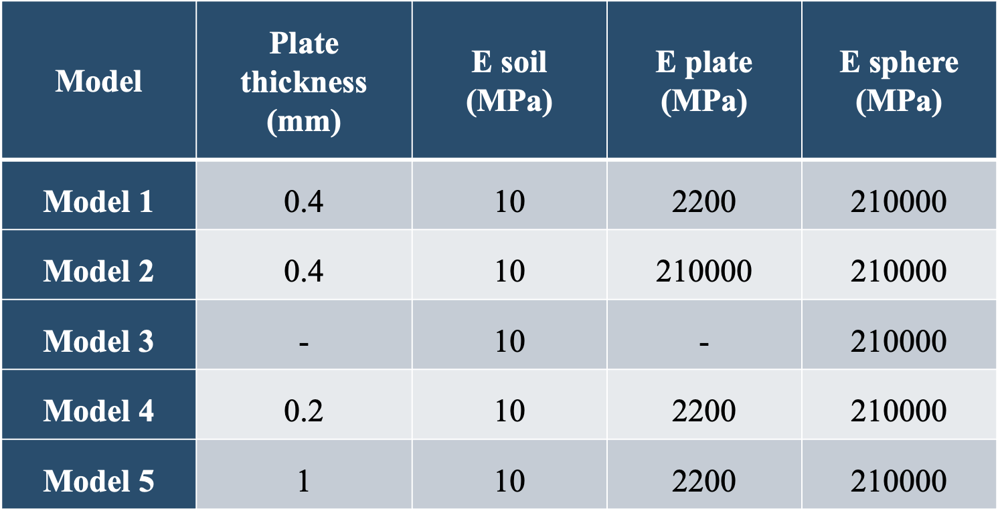 Model Plate thickness (mm) E soil (MPa) E plate (MPa) E sphere (MPa)
Model 1 0.4 10 2200 210000
Model 2 0.4 10 210000 210000
Model 3 - 10 - 210000
Model 4 0.2 10 2200 210000
Model 5 1 10 2200 210000